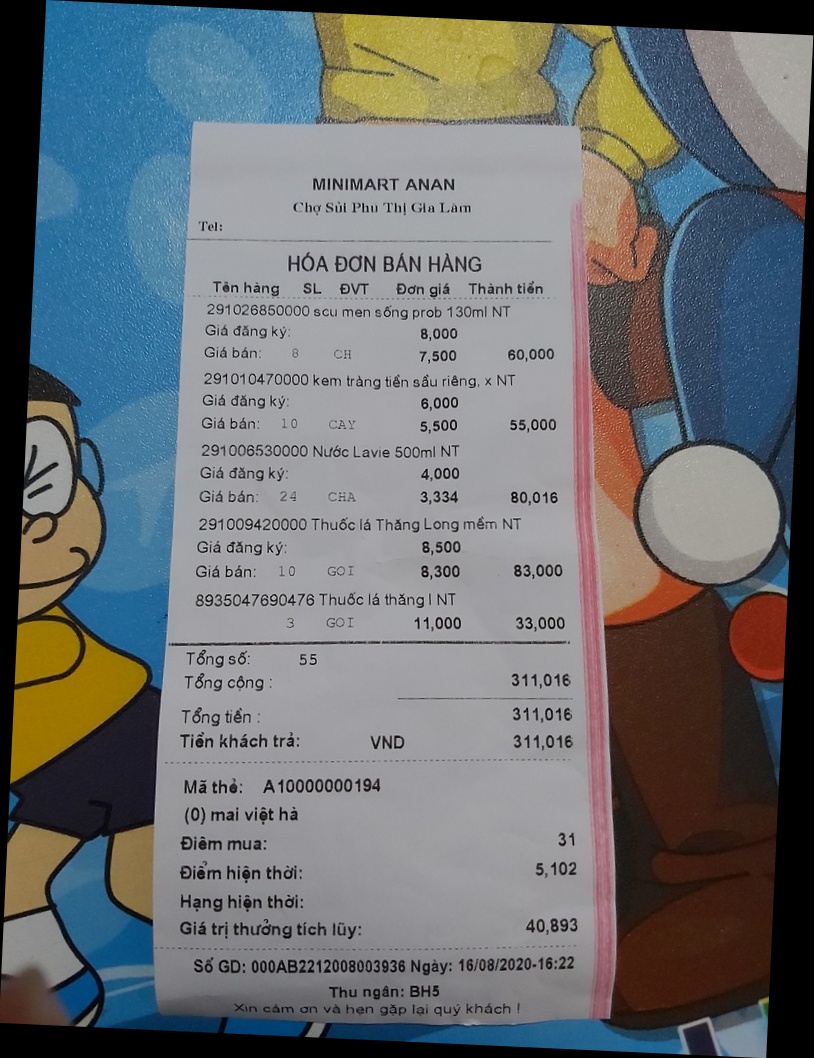 MINIMART ANAN
Chợ Sủi Phú Thị Gia Lâm
Tel:
HÓA ĐƠN BÁN HÀNG
Tên hàng SL ĐVT Đơn giá Thành tiền
291026850000 scu men sống prob 130ml NT
Giá đăng ký: 8,000
Giá bán: 8 CH 7,500 60,000
291010470000 kem tràng tiền sầu riêng, x NT
Giá đăng ký: 6,000
Giá bán: 10 CAY 5,500 55,000
291006530000 Nước Lavie 500ml NT
Giá đăng ký: 4,000
Giá bán: 24 CHA 3,334 80,016
291009420000 Thuốc lá Thăng Long mềm NT
Giá đăng ký: 8,500
Giá bán: 10 GOI 8,300 83,000
8935047690476 Thuốc lá thăng l NT
3 GOI 11,000 33,000
Tổng số: 55
Tổng cộng : 311,016
Tổng tiền : 311,016
Tiền khách trả: VND 311,016
Mã thẻ: A10000000194
(0) mai việt hà
Điêm mua: 31
Điểm hiện thời: 5,102
Hạng hiện thời:
Giá trị thưởng tích lũy: 40,893
Số GD: 000AB2212008003936 Ngày: 16/08/2020-16:22
Thu ngân: BH5
Xin cảm ơn và hẹn gặp lại quý khách !